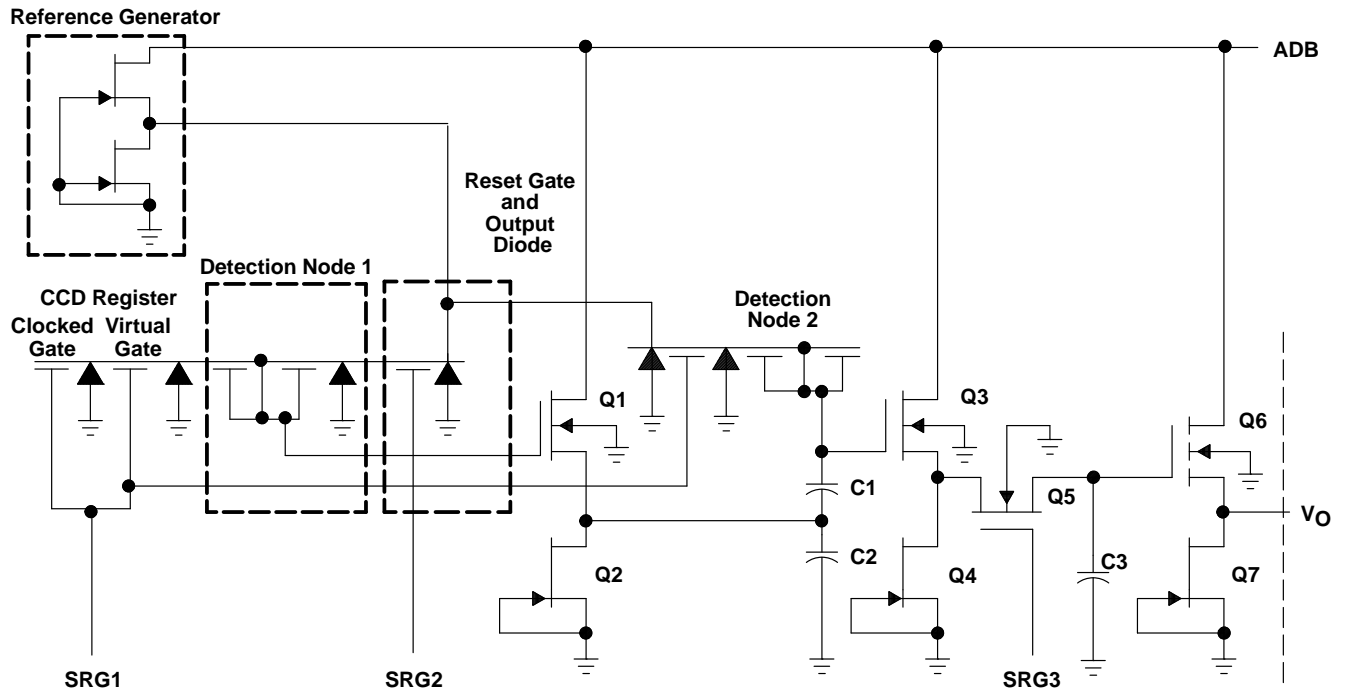 Reference Generator
ADB
Reset Gate
and
Output
Diode
Detection Node 1
CCD Register
Clocked Virtual
Gate Gate
Detection
Node 2
Q1
Q3
Q6
C1
Q5
VO
C2
C3
Q2
Q4
Q7
SRG1
SRG2
SRG3